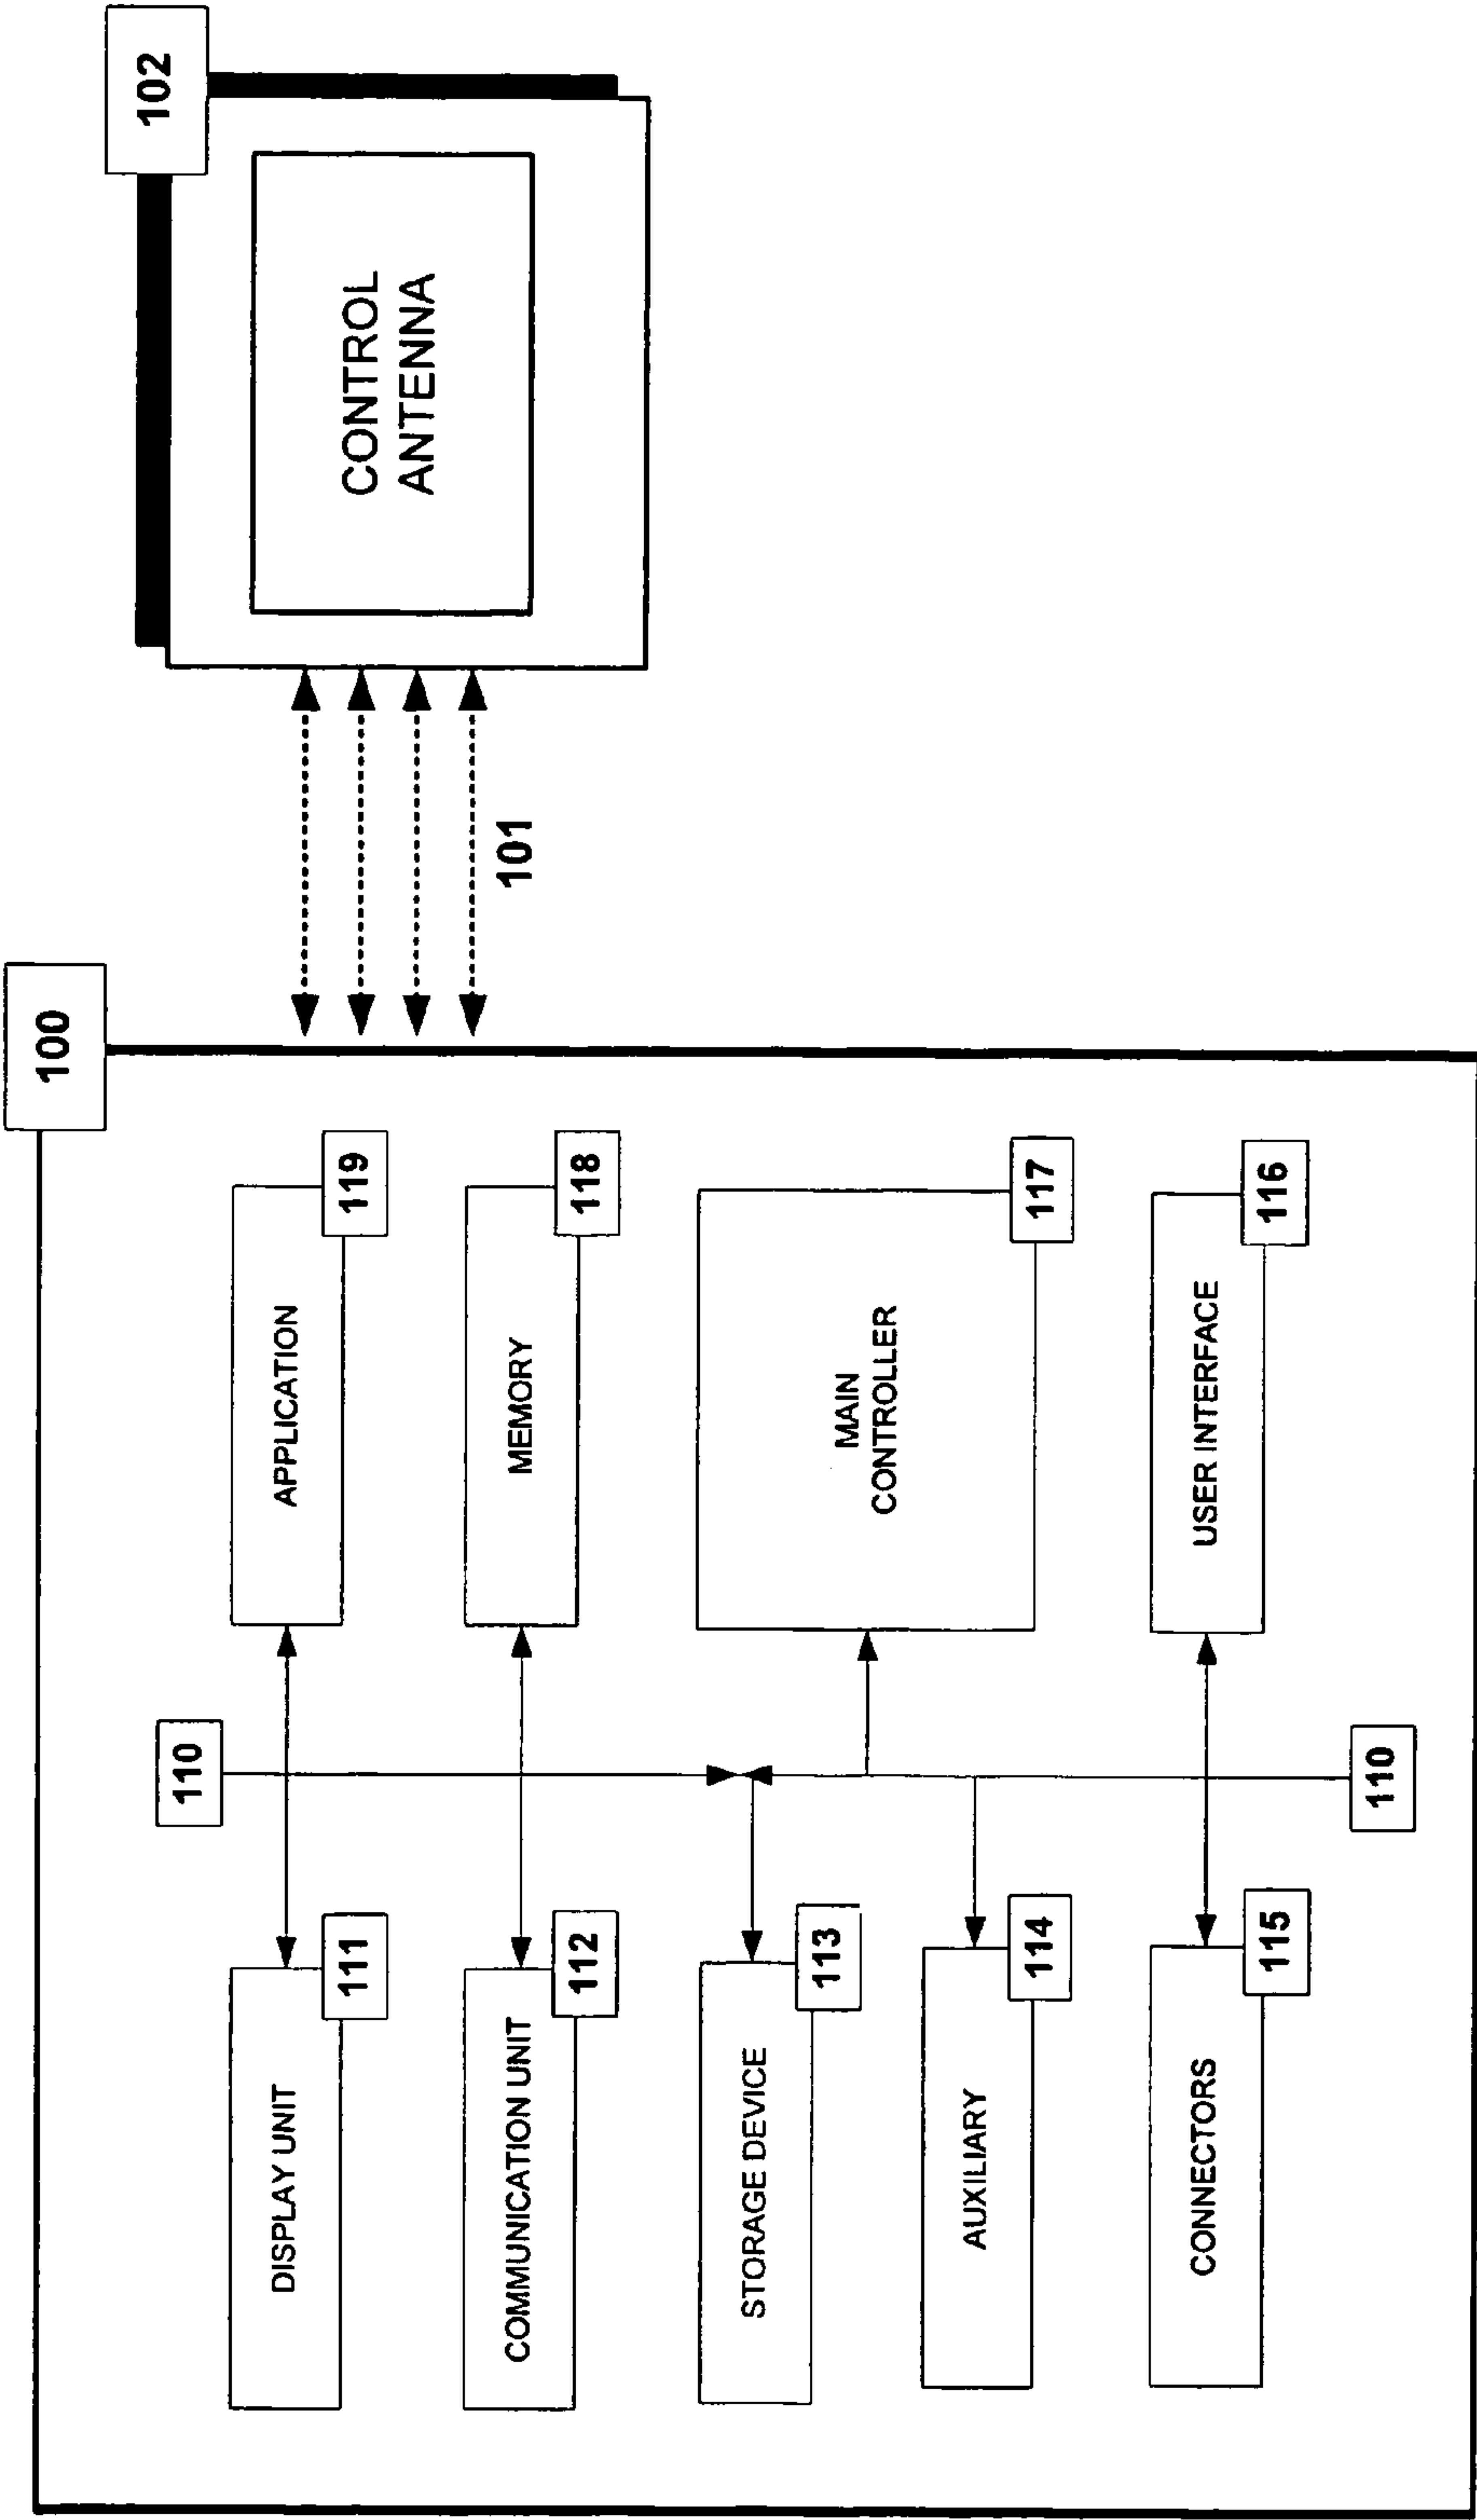 100
102
DISPLAY UNIT
111
110
APPLICATION
119
CONTROL
ANTENNA
101
COMMUNICATION UNIT
112
MEMORY
118
STORAGE DEVICE
113
MAIN
CONTROLLER
117
AUXILIARY
114
CONNECTORS
115
USER INTERFACE
116
110